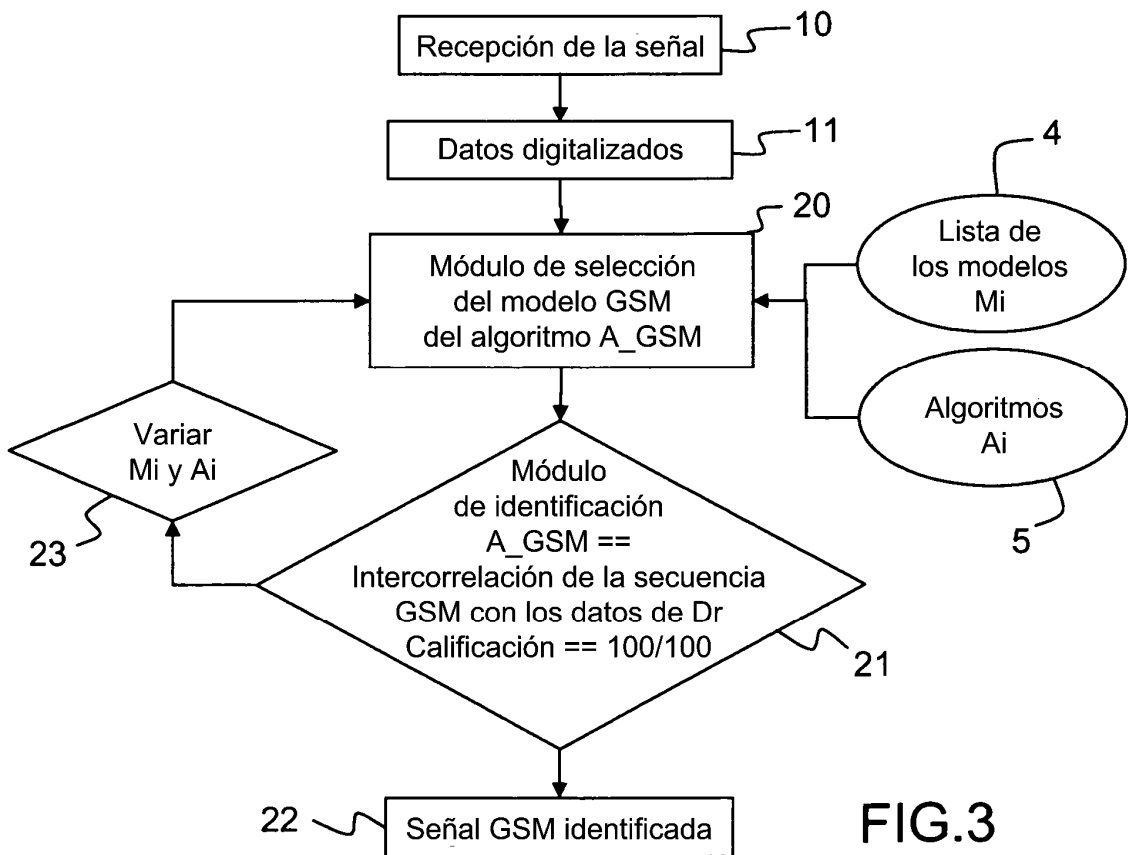 10
Recepción de la señal
11
Datos digitalizados
20
Módulo de selección
del modelo GSM
del algoritmo A_GSM
4
Lista de
los modelos
Mi
Algoritmos
Ai
5
Variar
Mi y Ai
23
Módulo
de identificación
A_GSM ==
Intercorrelación de la secuencia
GSM con los datos de Dr
Calificación == 100/100
21
22
Señal GSM identificada
FIG.3